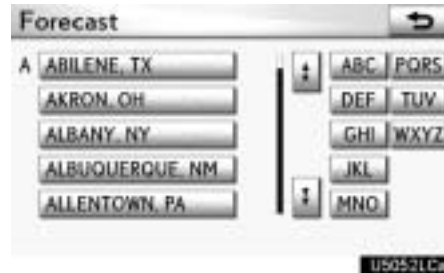 Forecast
A ABILENE, TX
AKRON, OH
ALBANY, NY
ALBUQUERQUE, NM
ALLENTOWN, PA
ABC PQRS
DEF TUV
GHI WXYZ
JKL
MNO